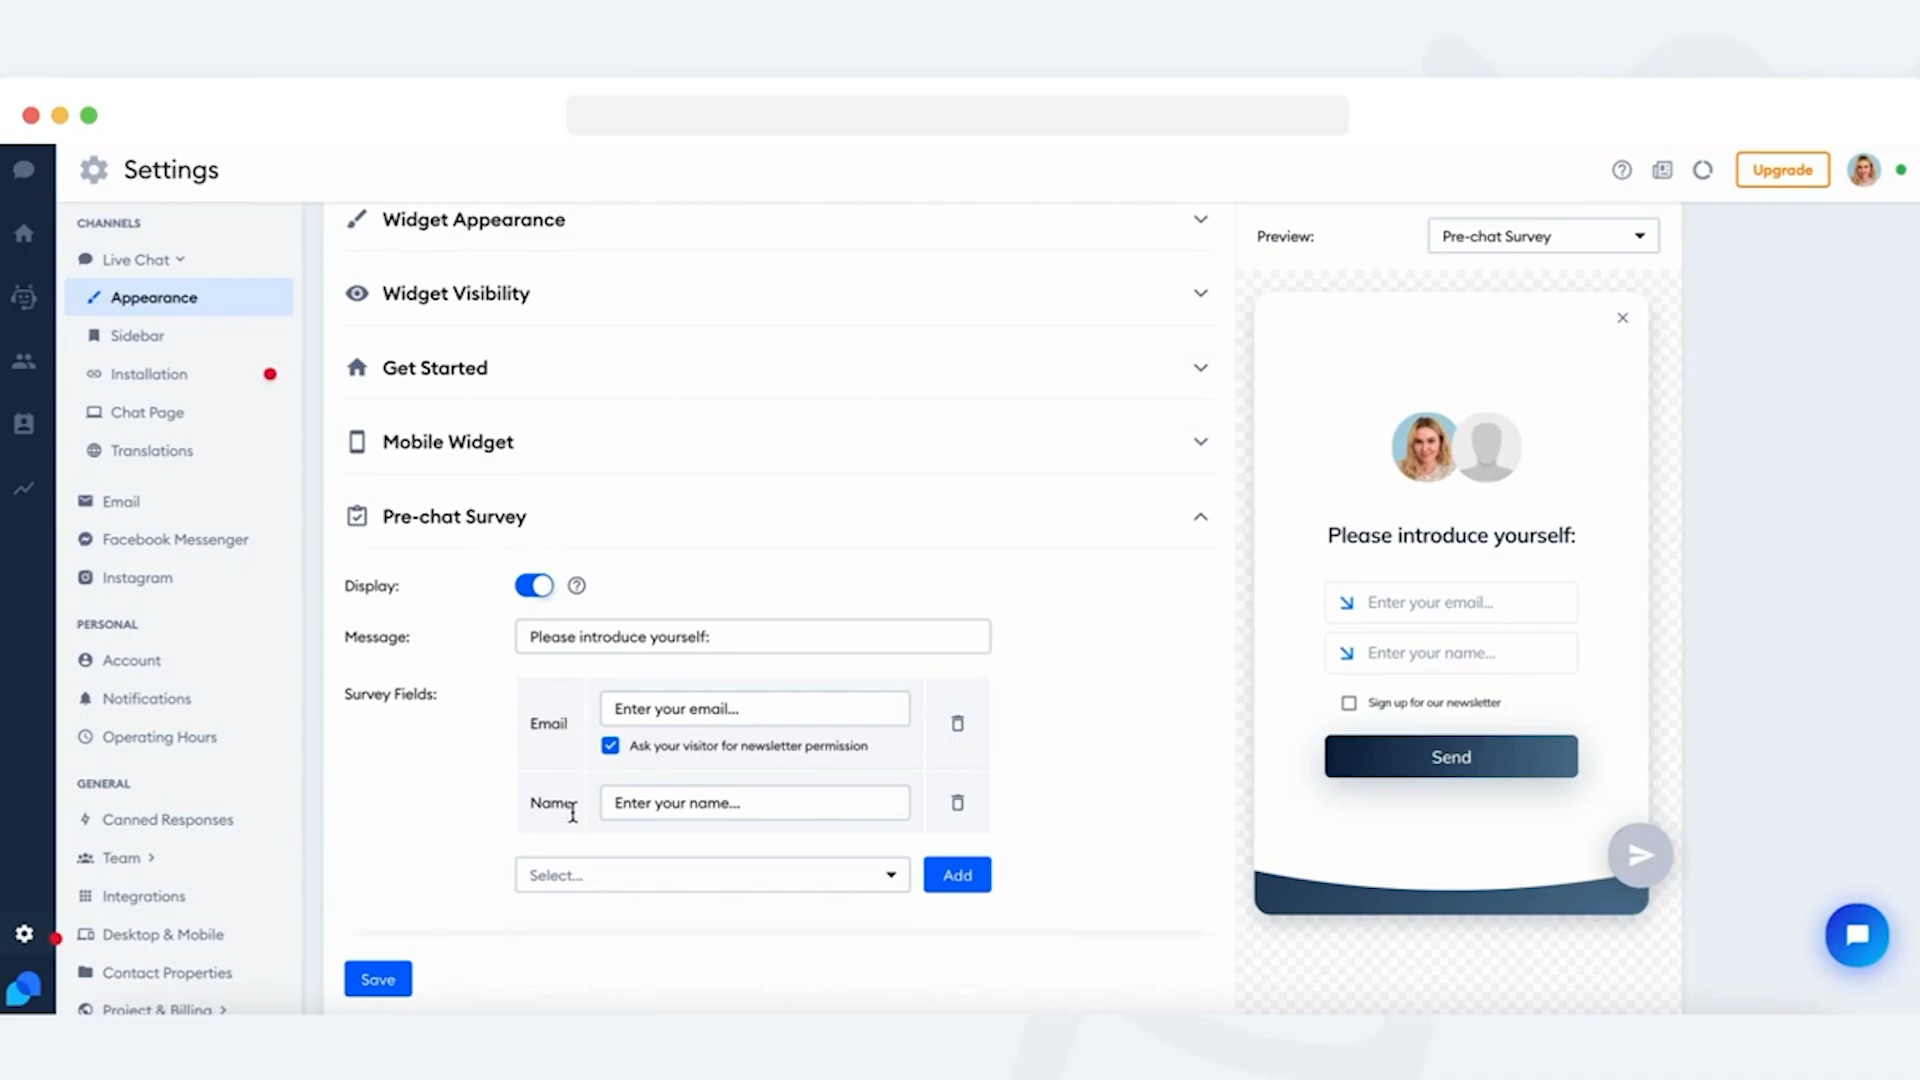 Settings
Upgrade
CHANNELS
Live Chat
Appearance
Sidebar
Installation
Chat Page
Translations
Email
Facebook Messenger
Instagram
PERSONAL
Account
Notifications
Operating Hours
GENERAL
Canned Responses
Team
Integrations
Desktop & Mobile
Contact Properties
Project & Billing
Widget Appearance
Widget Visibility
Get Started
Mobile Widget
Pre-chat Survey
Display:
Message:
Please introduce yourself:
Survey Fields:
Email
Enter your email...
Ask your visitor for newsletter permission
Name
Enter your name...
Select...
Add
Save
Preview:
Pre-chat Survey
Please introduce yourself:
Enter your email...
Enter your name...
Sign up for our newsletter
Send